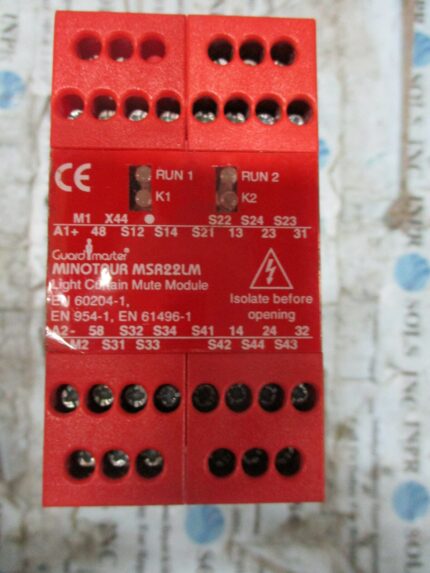 CE
RUN 1
RUN 2
K1
K2
M1 X44 S22 S24 S23
A1+ 48 S12 S14 S21 13 23 31
Guardmaster
MINOTAUR MSR22LM
Light Curtain Mute Module
EN 60204-1,
EN 954-1, EN 61496-1
Isolate before
opening
A2- 58 S32 S34 S41 14 24 32
M2 S31 S33 S42 S44 S43